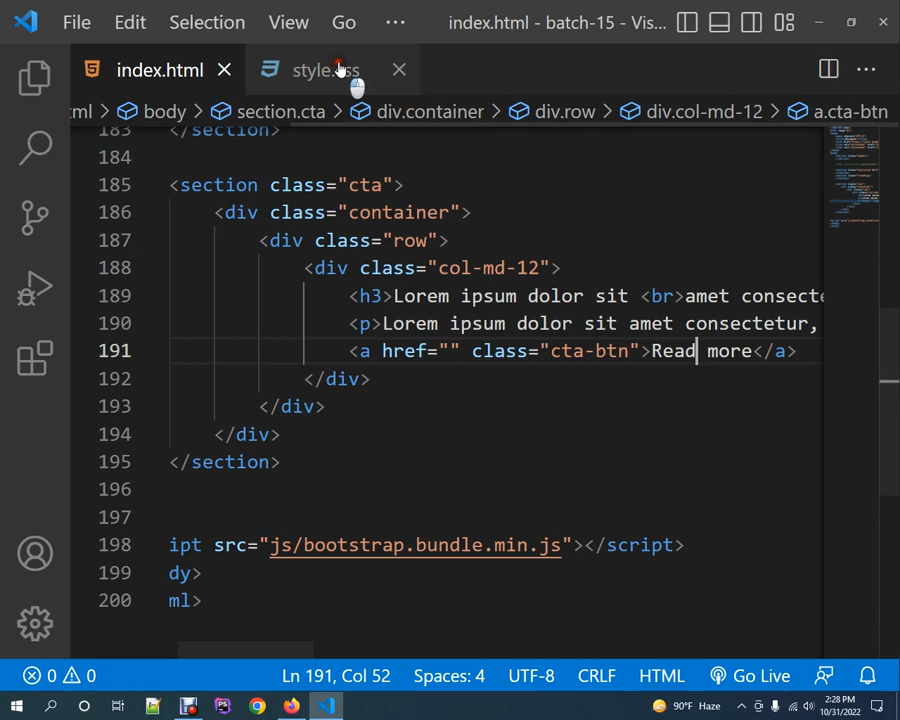 File Edit Selection View Go ··· index.html - batch-15 - Vis...
index.html style.css
ml > body > section.cta > div.container > div.row > div.col-md-12 > a.cta-btn
183 </section>
184
185 <section class="cta">
186 <div class="container">
187 <div class="row">
188 <div class="col-md-12">
189 <h3>Lorem ipsum dolor sit <br>amet consecte
190 <p>Lorem ipsum dolor sit amet consectetur,
191 <a href="" class="cta-btn">Read more</a>
192 </div>
193 </div>
194 </div>
195 </section>
196
197
198 ipt src="js/bootstrap.bundle.min.js"></script>
199 dy>
200 ml>
0 0 Ln 191, Col 52 Spaces: 4 UTF-8 CRLF HTML Go Live
90°F Haze 2:28 PM
10/31/2022